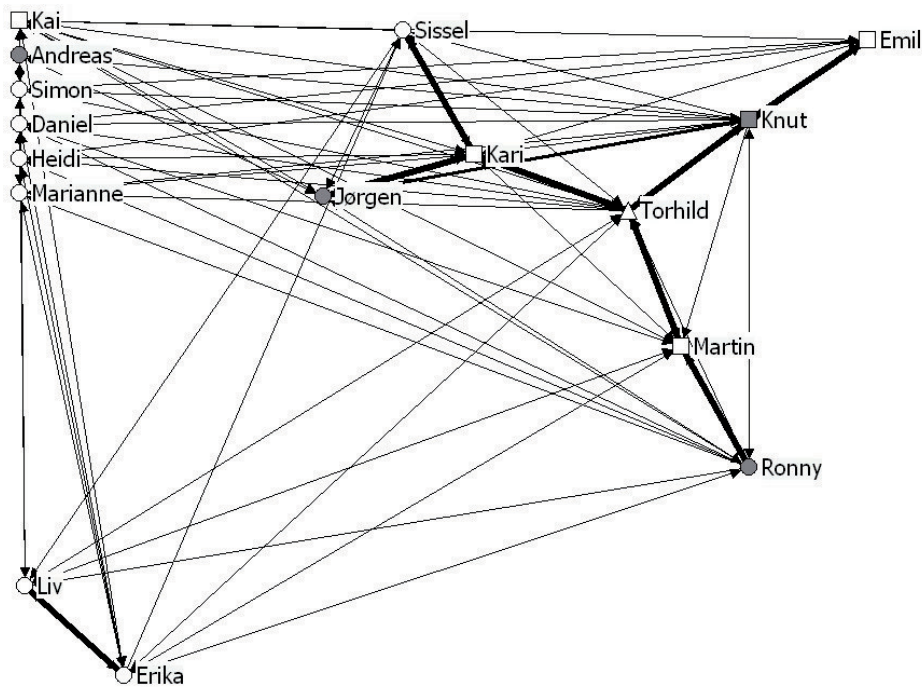 Kai
Sissel
Emil
Andreas
Simon
Daniel
Knut
Heidi
Kari
Marianne
Jørgen
Torhild
Martin
Ronny
Liv
Erika